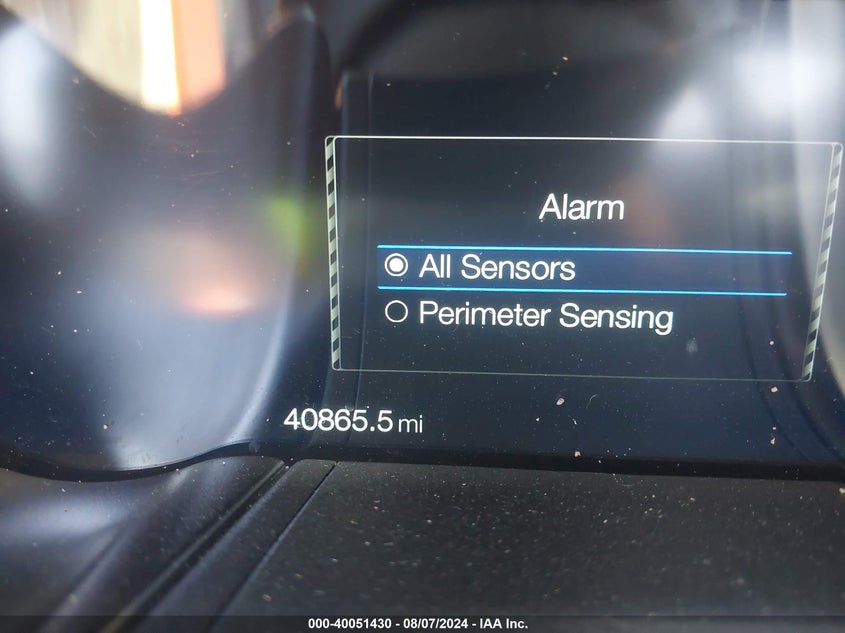 Alarm
All Sensors
Perimeter Sensing
40865.5 mi
000-40051430 - 08/07/2024 - IAA Inc.